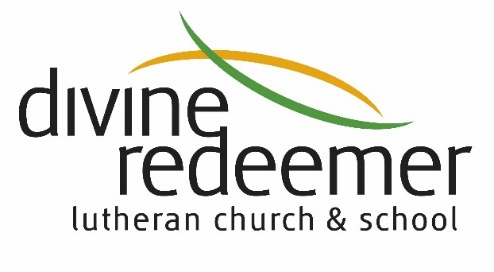 divine
redeemer
lutheran church & school